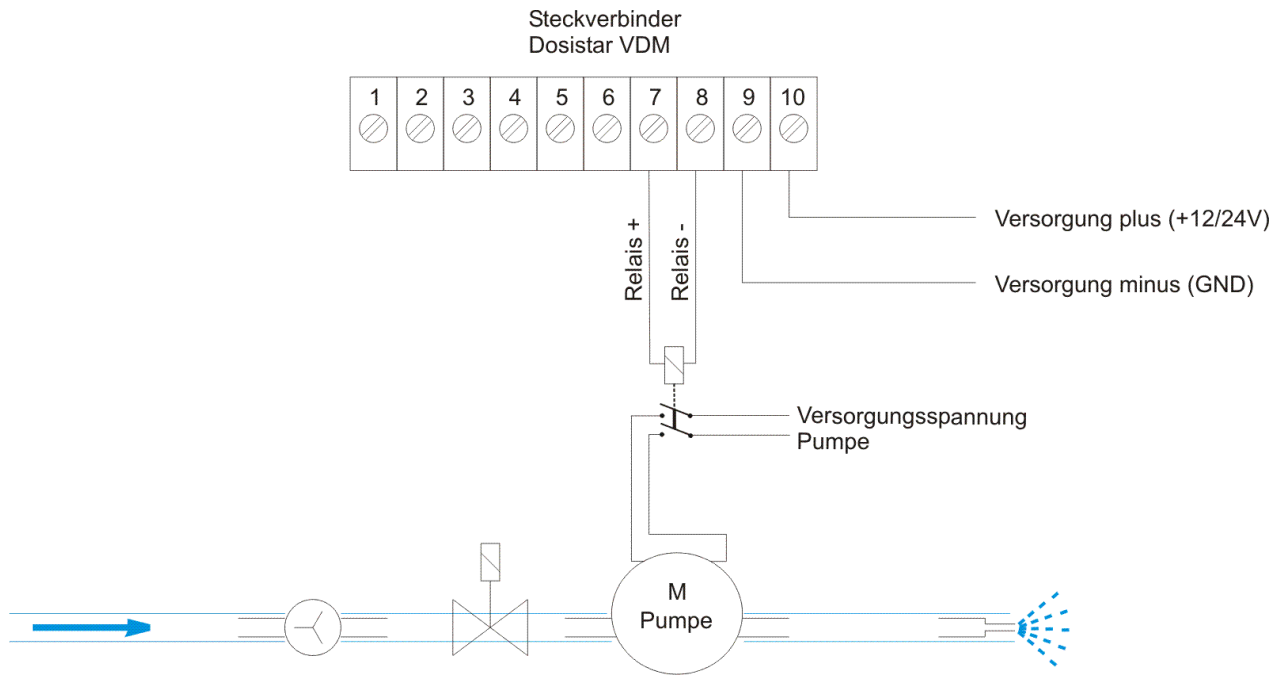 Steckverbinder
Dosistar VDM
1 2 3 4 5 6 7 8 9 10
Versorgung plus (+12/24V)
Relais +
Relais -
Versorgung minus (GND)
Versorgungsspannung
Pumpe
M
Pumpe